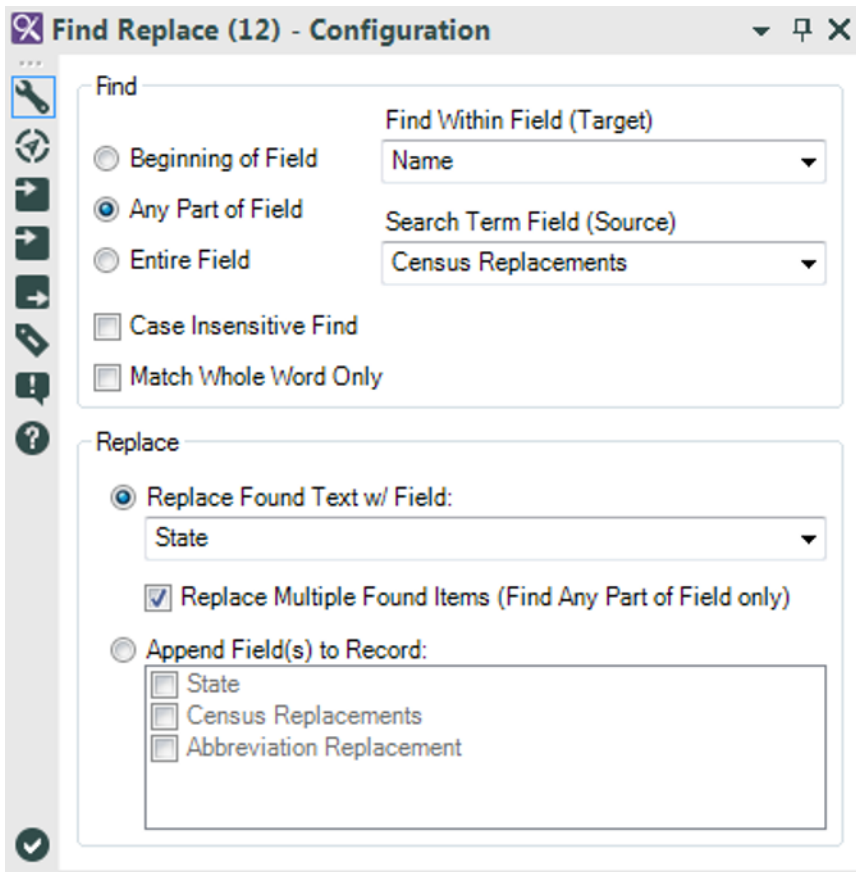 Find Replace (12) - Configuration
Find
Find Within Field (Target)
Beginning of Field
Name
Any Part of Field
Search Term Field (Source)
Entire Field
Census Replacements
Case Insensitive Find
Match Whole Word Only
Replace
Replace Found Text w/ Field:
State
Replace Multiple Found Items (Find Any Part of Field only)
Append Field(s) to Record:
State
Census Replacements
Abbreviation Replacement